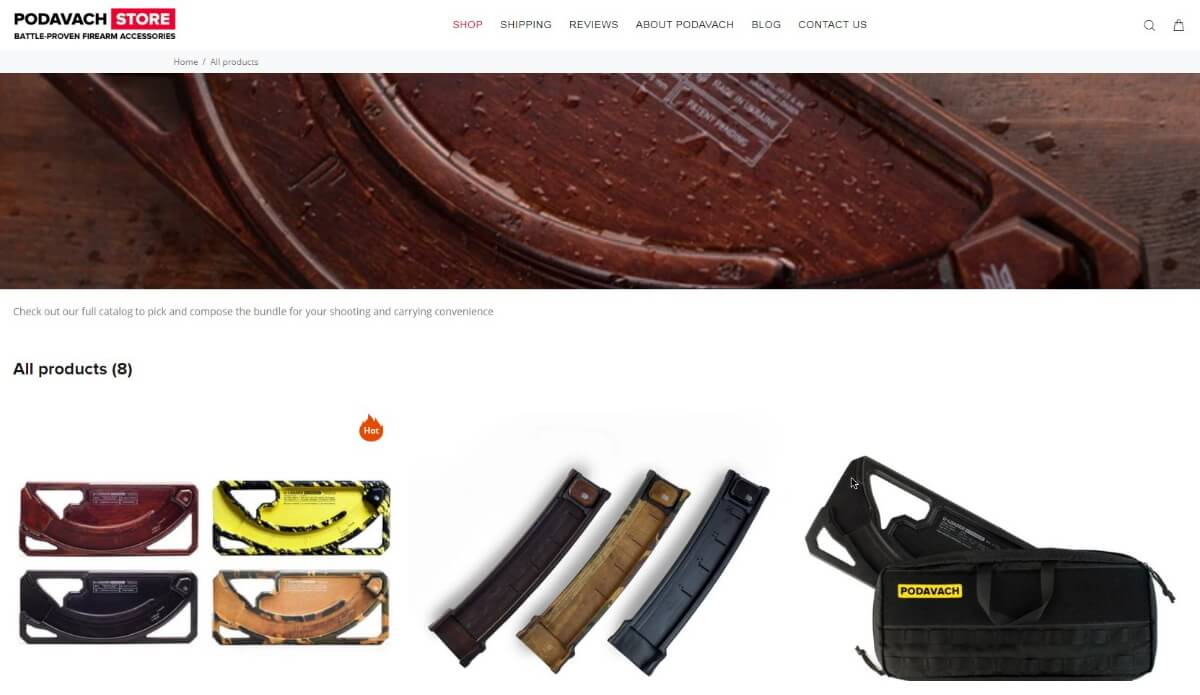 PODAVACH STORE
BATTLE-PROVEN FIREARM ACCESSORIES
SHOP SHIPPING REVIEWS ABOUT PODAVACH BLOG CONTACT US
Home / All products
MADE IN UKRAINE
PATENT PENDING
Check out our full catalog to pick and compose the bundle for your shooting and carrying convenience
All products (8)
Hot
PODAVACH